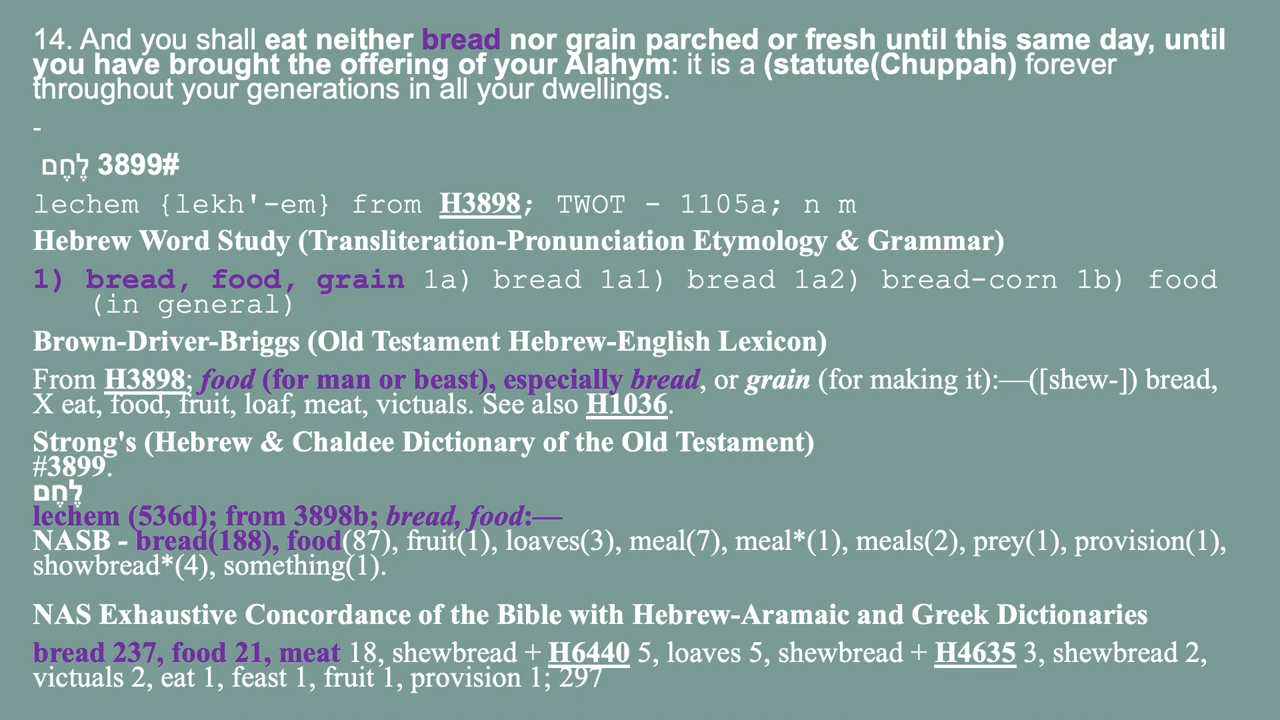 14. And you shall eat neither bread nor grain parched or fresh until this same day, until
you have brought the offering of your Alahym: it is a (statute(Chuppah) forever
throughout your generations in all your dwellings.
-
לֶחֶם 3899#
lechem {lekh'-em} from H3898; TWOT - 1105a; n m
Hebrew Word Study (Transliteration-Pronunciation Etymology & Grammar)
1) bread, food, grain 1a) bread 1a1) bread 1a2) bread-corn 1b) food
(in general)
Brown-Driver-Briggs (Old Testament Hebrew-English Lexicon)
From H3898; food (for man or beast), especially bread, or grain (for making it):—([shew-]) bread,
X eat, food, fruit, loaf, meat, victuals. See also H1036.
Strong's (Hebrew & Chaldee Dictionary of the Old Testament)
#3899.
לֶחֶם
lechem (536d); from 3898b; bread, food:—
NASB - bread(188), food(87), fruit(1), loaves(3), meal(7), meal*(1), meals(2), prey(1), provision(1),
showbread*(4), something(1).
NAS Exhaustive Concordance of the Bible with Hebrew-Aramaic and Greek Dictionaries
bread 237, food 21, meat 18, shewbread + H6440 5, loaves 5, shewbread + H4635 3, shewbread 2,
victuals 2, eat 1, feast 1, fruit 1, provision 1; 297